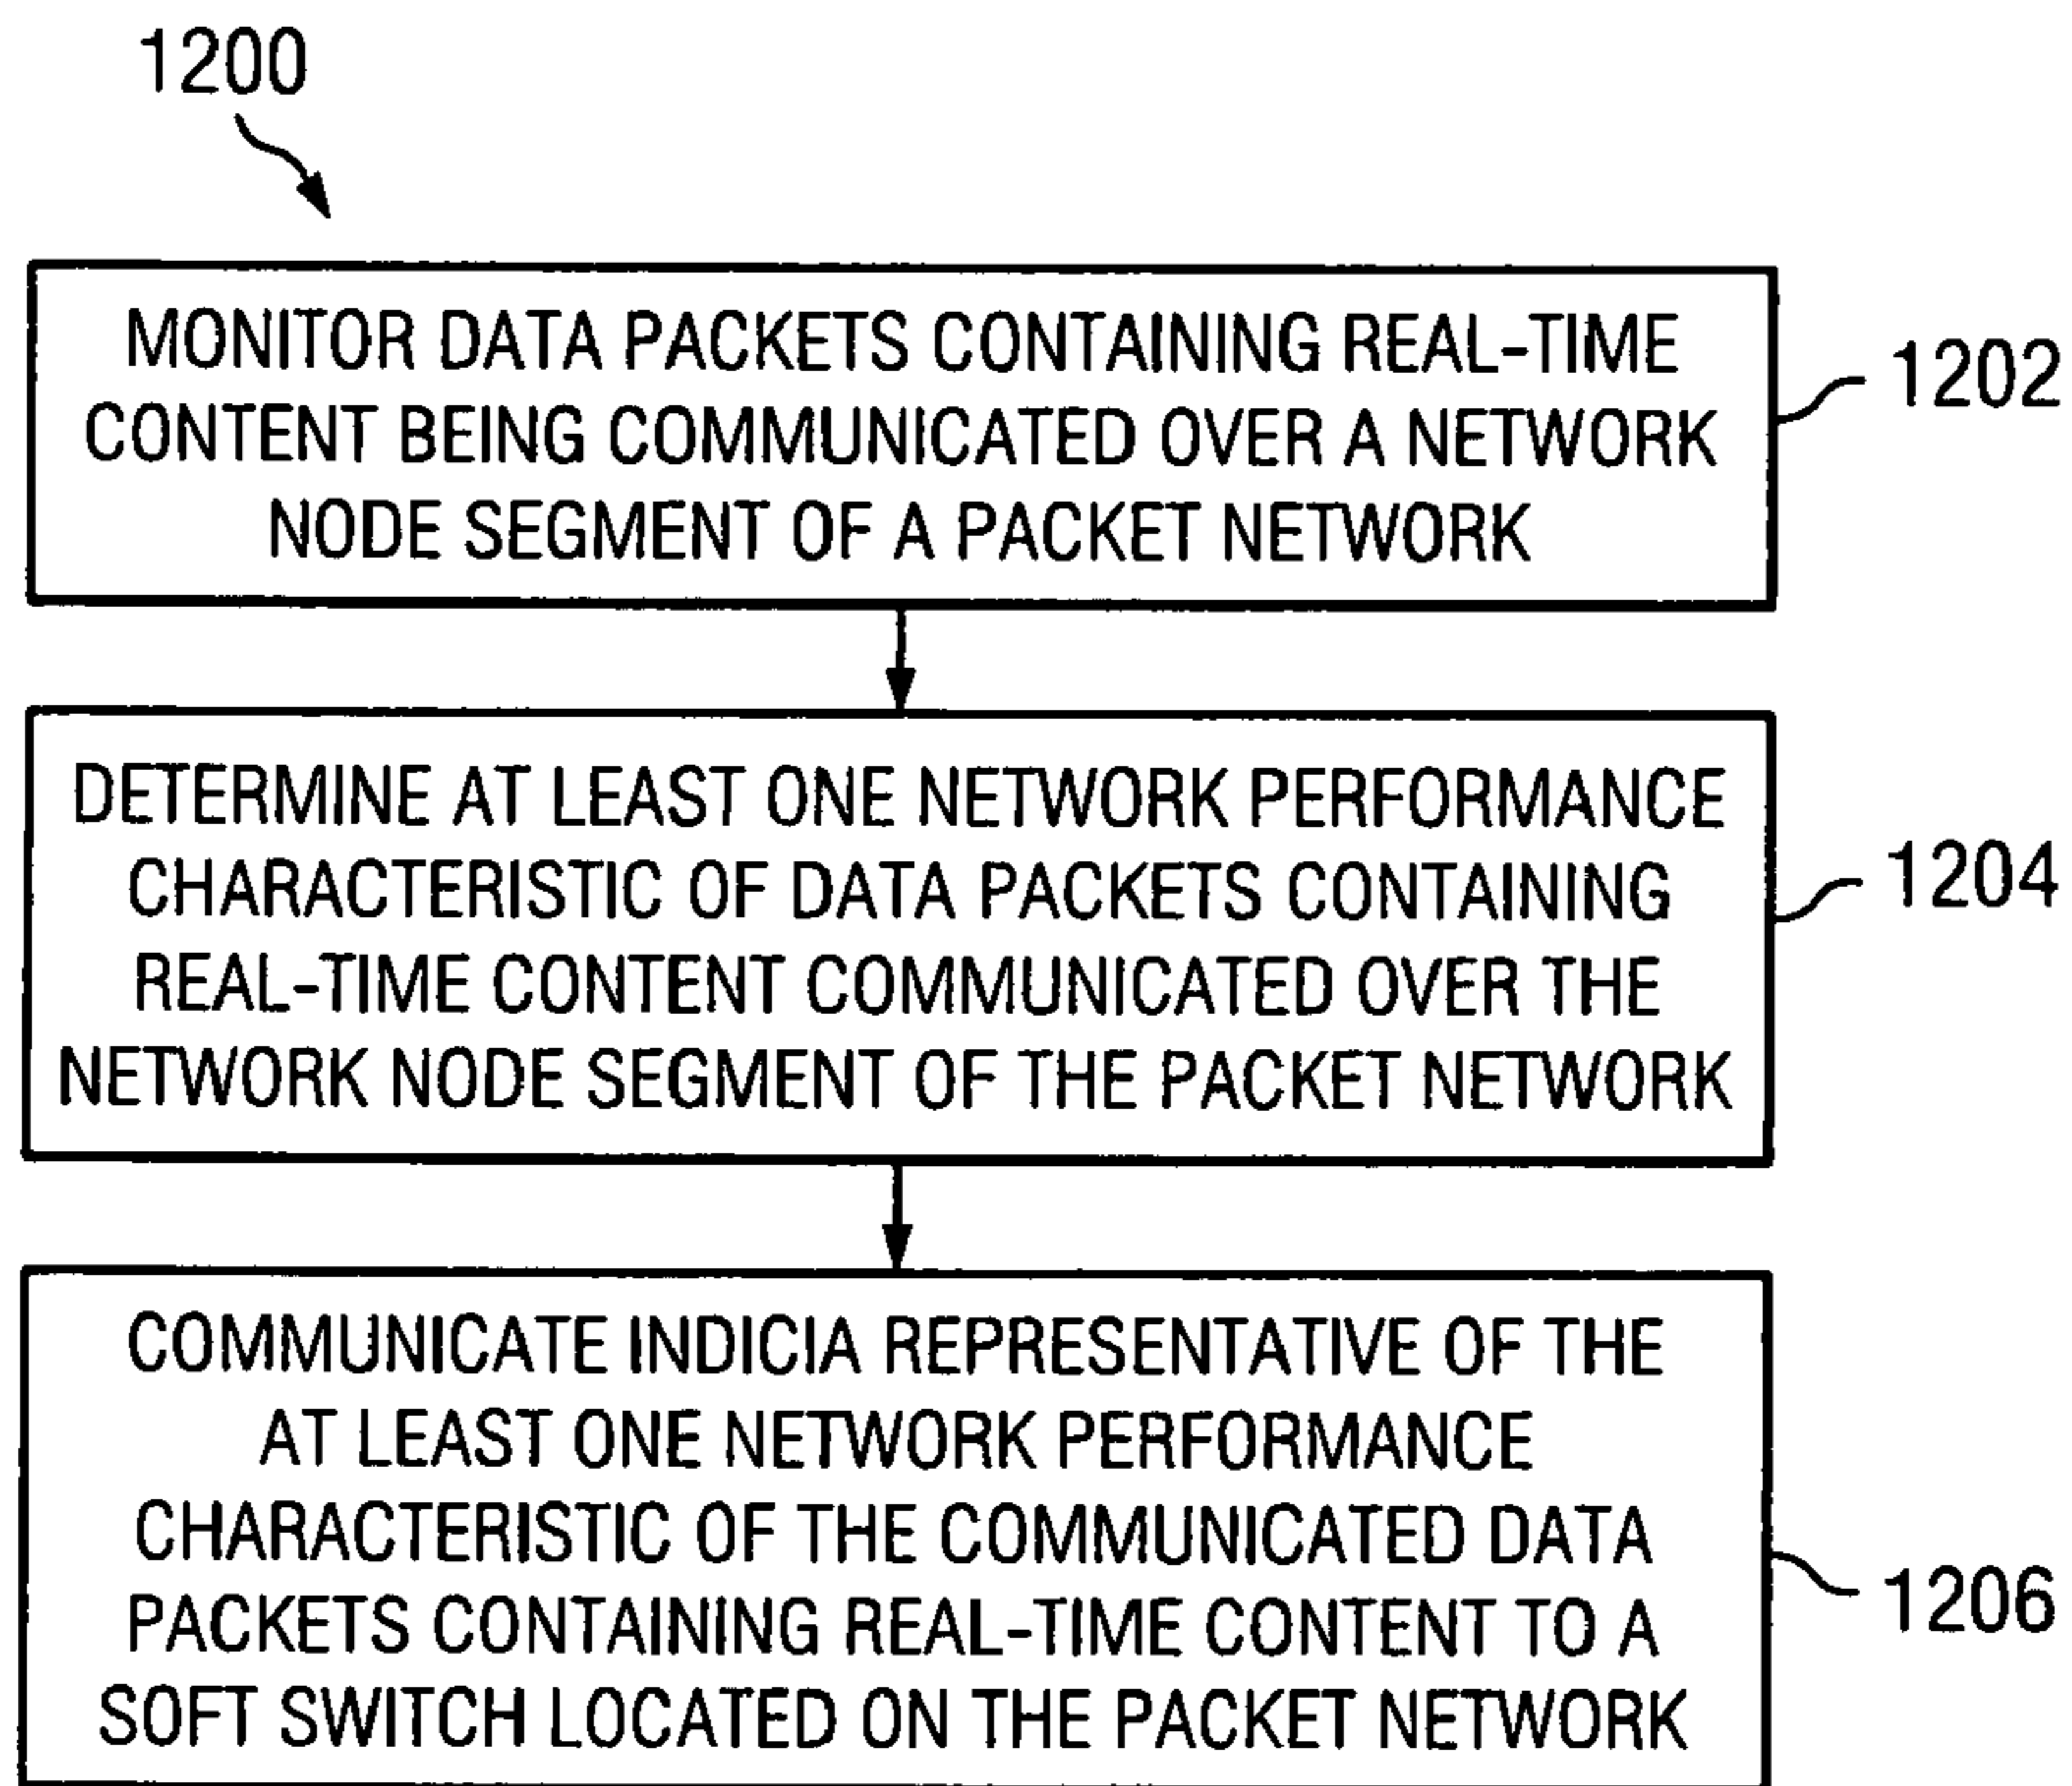 1200
MONITOR DATA PACKETS CONTAINING REAL-TIME
CONTENT BEING COMMUNICATED OVER A NETWORK
NODE SEGMENT OF A PACKET NETWORK
1202
DETERMINE AT LEAST ONE NETWORK PERFORMANCE
CHARACTERISTIC OF DATA PACKETS CONTAINING
REAL-TIME CONTENT COMMUNICATED OVER THE
NETWORK NODE SEGMENT OF THE PACKET NETWORK
1204
COMMUNICATE INDICIA REPRESENTATIVE OF THE
AT LEAST ONE NETWORK PERFORMANCE
CHARACTERISTIC OF THE COMMUNICATED DATA
PACKETS CONTAINING REAL-TIME CONTENT TO A
SOFT SWITCH LOCATED ON THE PACKET NETWORK
1206